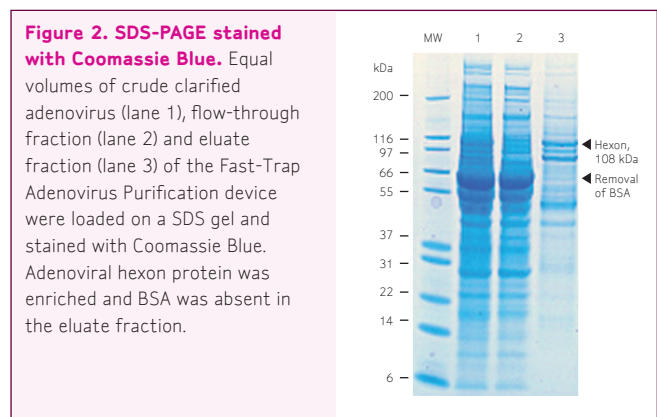 Figure 2. SDS-PAGE stained
with Coomassie Blue. Equal
volumes of crude clarified
adenovirus (lane 1), flow-through
fraction (lane 2) and eluate
fraction (lane 3) of the Fast-Trap
Adenovirus Purification device
were loaded on a SDS gel and
stained with Coomassie Blue.
Adenoviral hexon protein was
enriched and BSA was absent in
the eluate fraction.
MW 1 2 3
kDa
200
116
97
66
55
37
31
22
14
6
Hexon,
108 kDa
Removal
of BSA